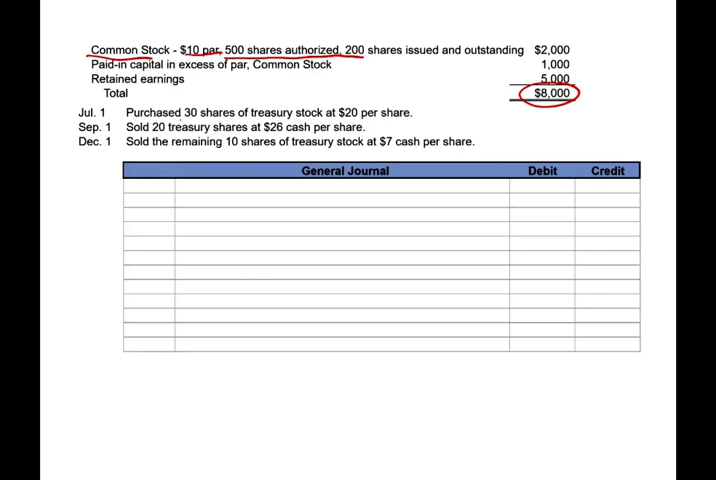 Common Stock - $10 par, 500 shares authorized, 200 shares issued and outstanding $2,000
Paid-in capital in excess of par, Common Stock 1,000
Retained earnings 5,000
Total $8,000
Jul. 1 Purchased 30 shares of treasury stock at $20 per share.
Sep. 1 Sold 20 treasury shares at $26 cash per share.
Dec. 1 Sold the remaining 10 shares of treasury stock at $7 cash per share.
General Journal Debit Credit